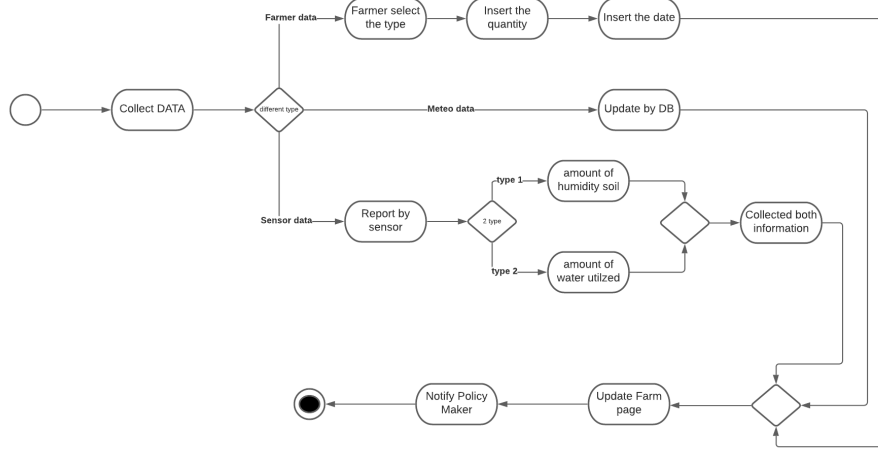 Farmer data
Farmer select
the type
Insert the
quantity
Insert the date
Collect DATA
different type
Meteo data
Update by DB
type 1
amount of
humidity soil
Sensor data
Report by
sensor
2 type
Collected both
information
type 2
amount of
water utilzed
Notify Policy
Maker
Update Farm
page